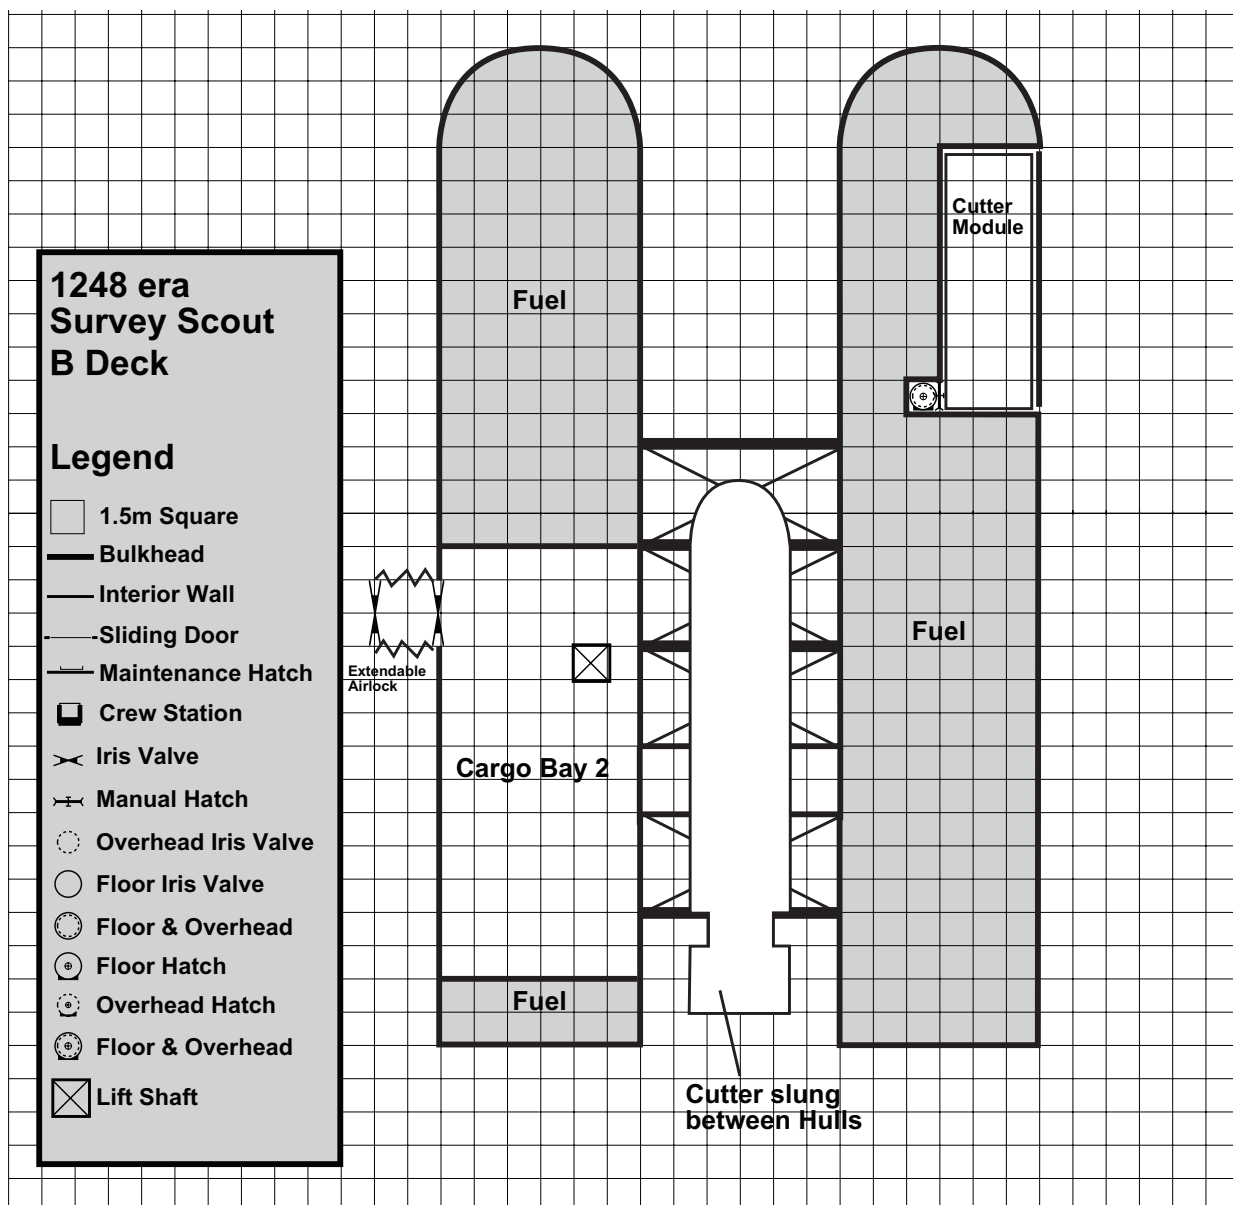 1248 era
Survey Scout
B Deck
Legend
1.5m Square
Bulkhead
Interior Wall
Sliding Door
Maintenance Hatch
Crew Station
Iris Valve
Manual Hatch
Overhead Iris Valve
Floor Iris Valve
Floor & Overhead
Floor Hatch
Overhead Hatch
Floor & Overhead
Lift Shaft
Fuel
Extendable
Airlock
Cargo Bay 2
Fuel
Cutter slung
between Hulls
Cutter
Module
Fuel